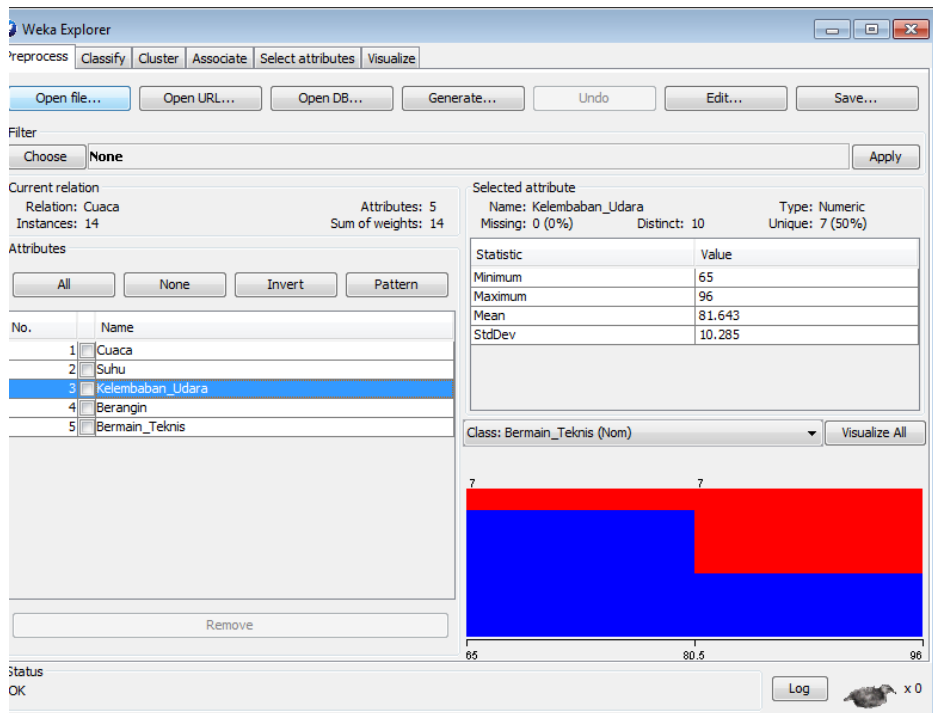 Weka Explorer
Preprocess Classify Cluster Associate Select attributes Visualize
Open file... Open URL... Open DB... Generate... Undo Edit... Save...
Filter
Choose None Apply
Current relation
Relation: Cuaca Attributes: 5
Instances: 14 Sum of weights: 14
Selected attribute
Name: Kelembaban_Udara Type: Numeric
Missing: 0 (0%) Distinct: 10 Unique: 7 (50%)
Attributes
All None Invert Pattern
No. Name
1 Cuaca
2 Suhu
3 Kelembaban_Udara
4 Berangin
5 Bermain_Teknis
Remove
Statistic Value
Minimum 65
Maximum 96
Mean 81.643
StdDev 10.285
Class: Bermain_Teknis (Nom) Visualize All
7 7
65 80.5 96
Status
OK
Log x 0